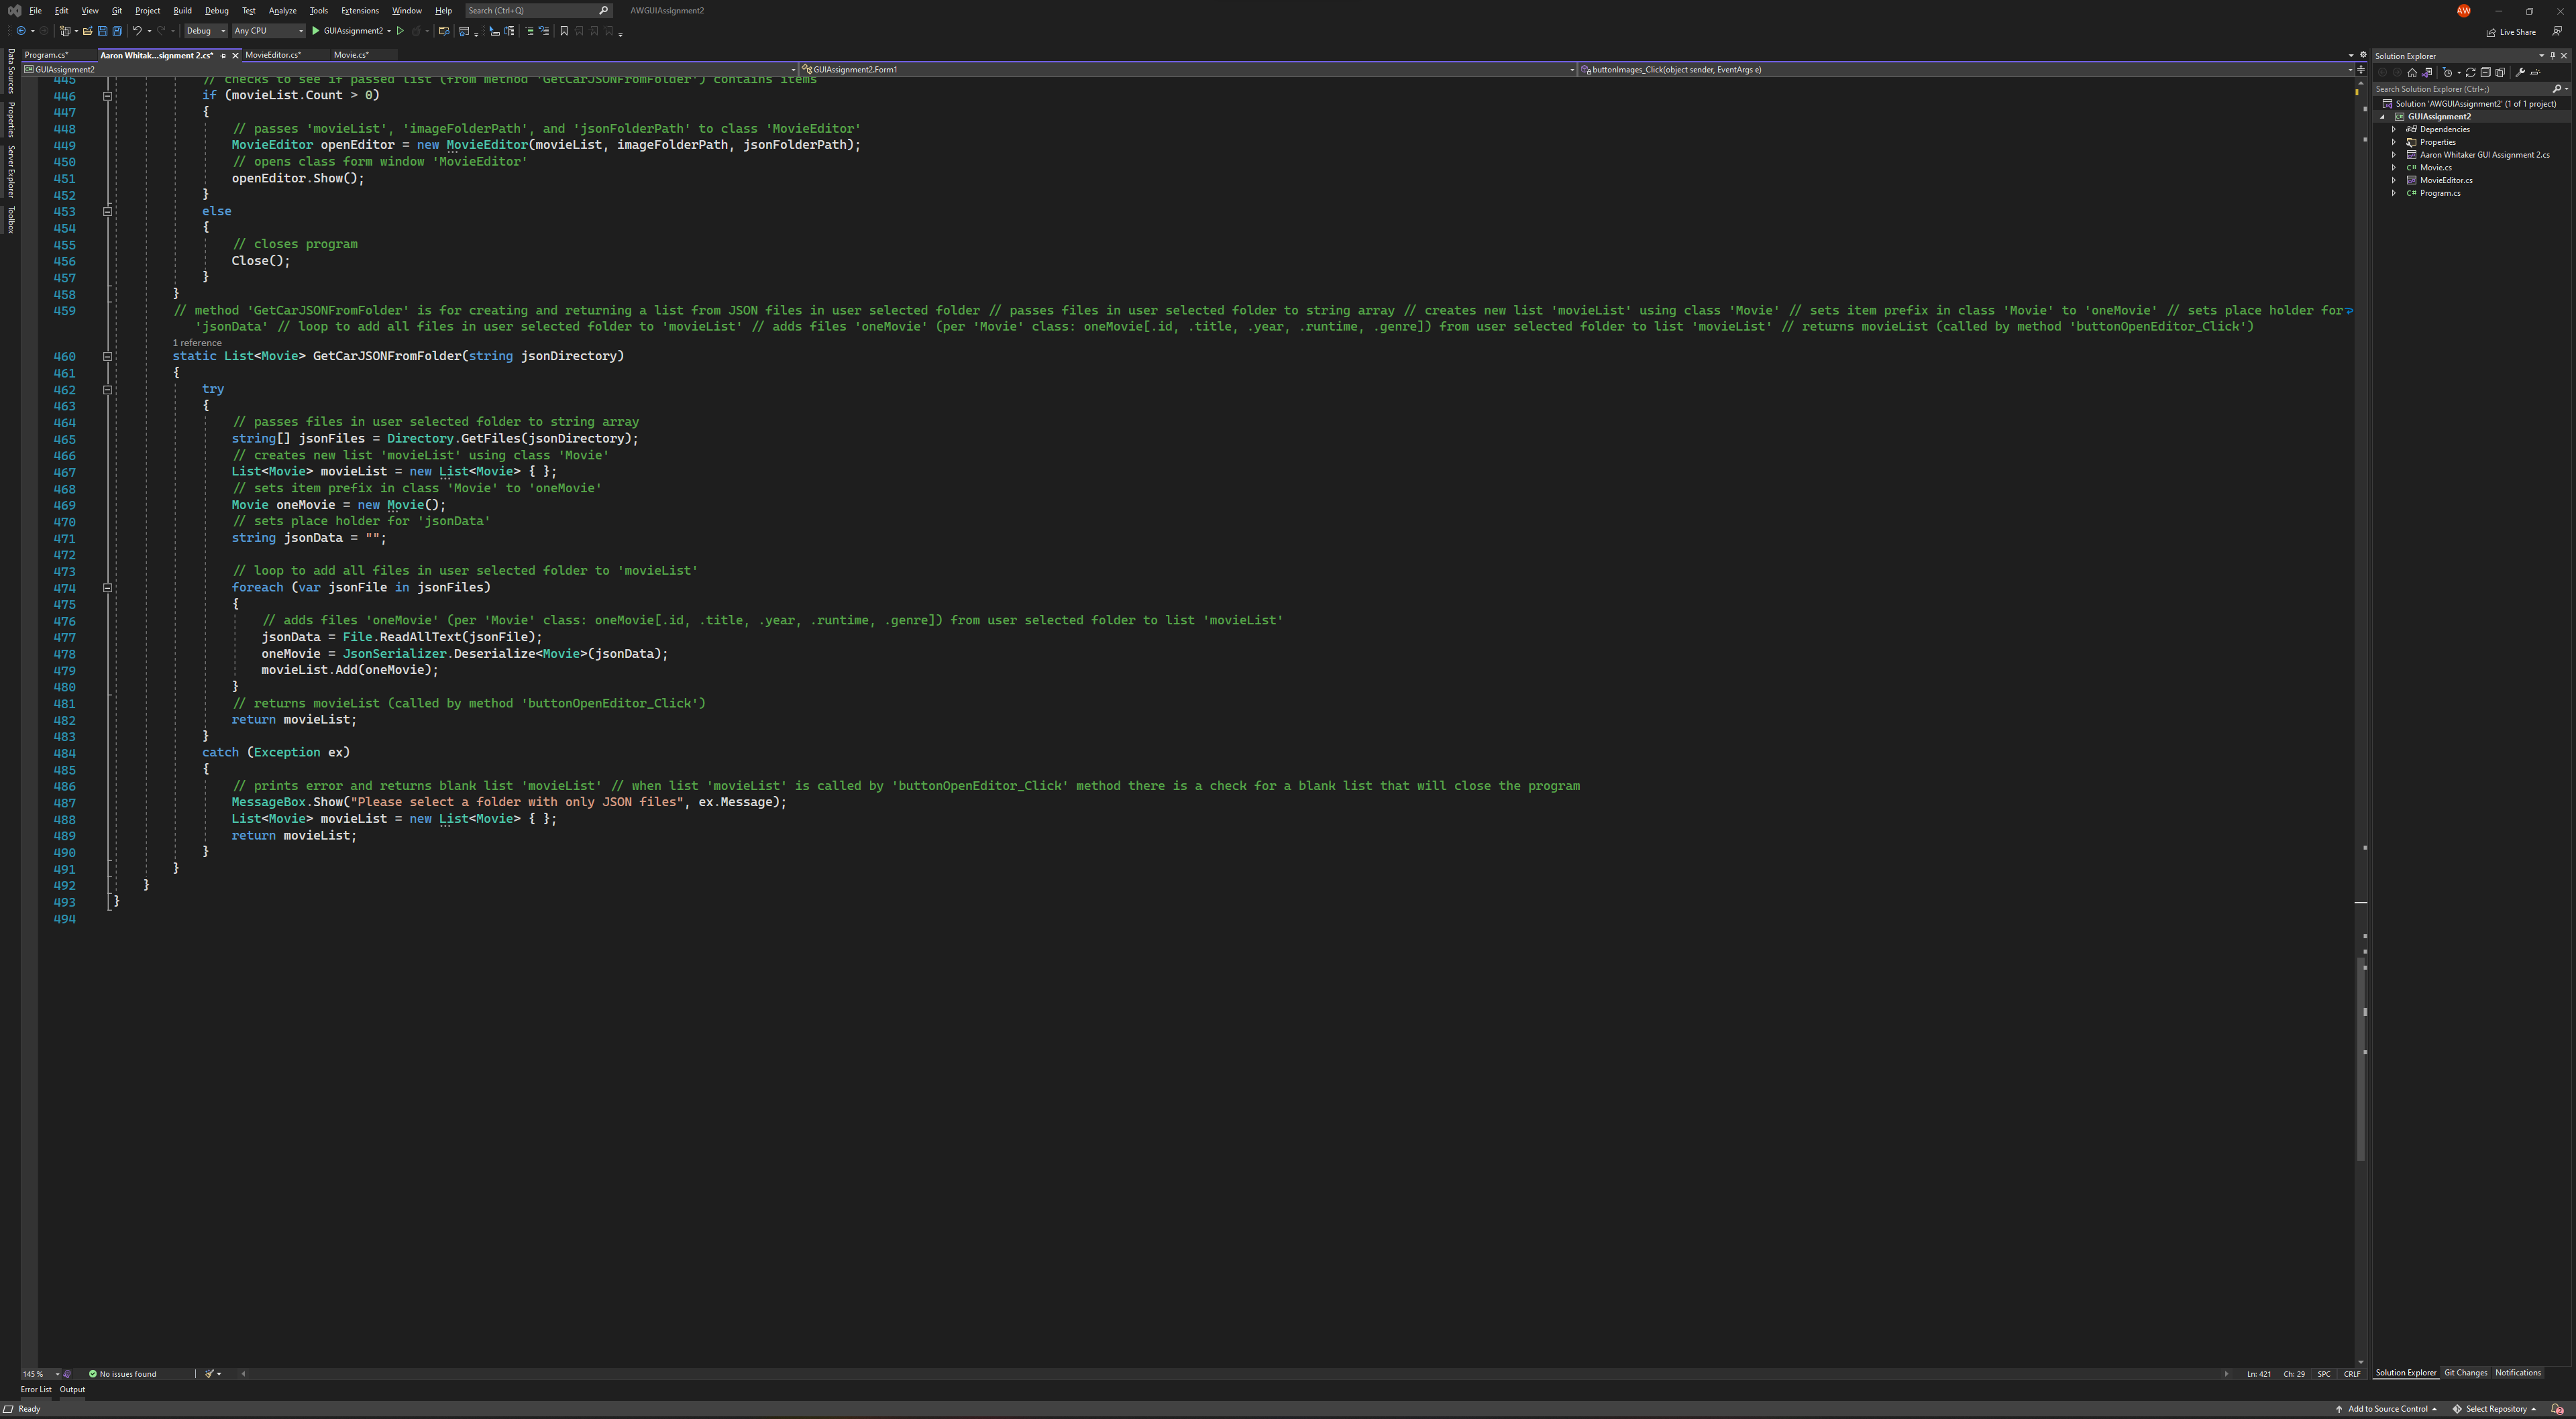 File Edit View Git Project Build Debug Test Analyze Tools Extensions Window Help Search (Ctrl+Q) AWGUIAssignment2 AW
Debug Any CPU GUIAssignment2 Live Share
Program.cs* Aaron Whitak...signment 2.cs* MovieEditor.cs* Movie.cs*
GUIAssignment2 GUIAssignment2.Form1 buttonImages_Click(object sender, EventArgs e)
Data Sources
Properties
Server Explorer
Toolbox
445 // checks to see if passed list (from method 'GetCarJSONFromFolder') contains items
446 if (movieList.Count > 0)
447 {
448 // passes 'movieList', 'imageFolderPath', and 'jsonFolderPath' to class 'MovieEditor'
449 MovieEditor openEditor = new MovieEditor(movieList, imageFolderPath, jsonFolderPath);
450 // opens class form window 'MovieEditor'
451 openEditor.Show();
452 }
453 else
454 {
455 // closes program
456 Close();
457 }
458 }
459 // method 'GetCarJSONFromFolder' is for creating and returning a list from JSON files in user selected folder // passes files in user selected folder to string array // creates new list 'movieList' using class 'Movie' // sets item prefix in class 'Movie' to 'oneMovie' // sets place holder for
'jsonData' // loop to add all files in user selected folder to 'movieList' // adds files 'oneMovie' (per 'Movie' class: oneMovie[.id, .title, .year, .runtime, .genre]) from user selected folder to list 'movieList' // returns movieList (called by method 'buttonOpenEditor_Click')
1 reference
460 static List<Movie> GetCarJSONFromFolder(string jsonDirectory)
461 {
462 try
463 {
464 // passes files in user selected folder to string array
465 string[] jsonFiles = Directory.GetFiles(jsonDirectory);
466 // creates new list 'movieList' using class 'Movie'
467 List<Movie> movieList = new List<Movie> { };
468 // sets item prefix in class 'Movie' to 'oneMovie'
469 Movie oneMovie = new Movie();
470 // sets place holder for 'jsonData'
471 string jsonData = "";
472
473 // loop to add all files in user selected folder to 'movieList'
474 foreach (var jsonFile in jsonFiles)
475 {
476 // adds files 'oneMovie' (per 'Movie' class: oneMovie[.id, .title, .year, .runtime, .genre]) from user selected folder to list 'movieList'
477 jsonData = File.ReadAllText(jsonFile);
478 oneMovie = JsonSerializer.Deserialize<Movie>(jsonData);
479 movieList.Add(oneMovie);
480 }
481 // returns movieList (called by method 'buttonOpenEditor_Click')
482 return movieList;
483 }
484 catch (Exception ex)
485 {
486 // prints error and returns blank list 'movieList' // when list 'movieList' is called by 'buttonOpenEditor_Click' method there is a check for a blank list that will close the program
487 MessageBox.Show("Please select a folder with only JSON files", ex.Message);
488 List<Movie> movieList = new List<Movie> { };
489 return movieList;
490 }
491 }
492 }
493 }
494
Solution Explorer
Search Solution Explorer (Ctrl+;)
Solution 'AWGUIAssignment2' (1 of 1 project)
GUIAssignment2
Dependencies
Properties
Aaron Whitaker GUI Assignment 2.cs
C# Movie.cs
MovieEditor.cs
C# Program.cs
145 % No issues found Ln: 421 Ch: 29 SPC CRLF
Solution Explorer Git Changes Notifications
Error List Output
Ready Add to Source Control Select Repository 2